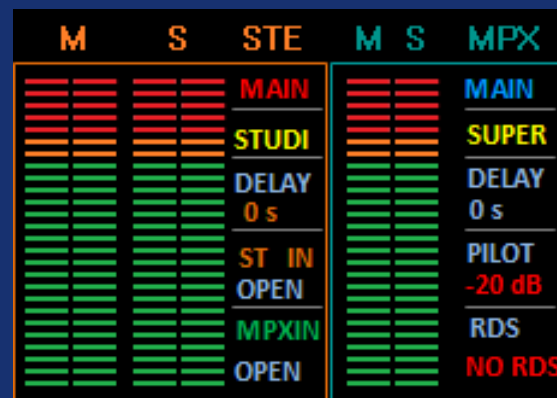 M S STE
MAIN
STUDI
DELAY
0 s
ST IN
OPEN
MPXIN
OPEN
M S MPX
MAIN
SUPER
DELAY
0 s
PILOT
-20 dB
RDS
NO RDS